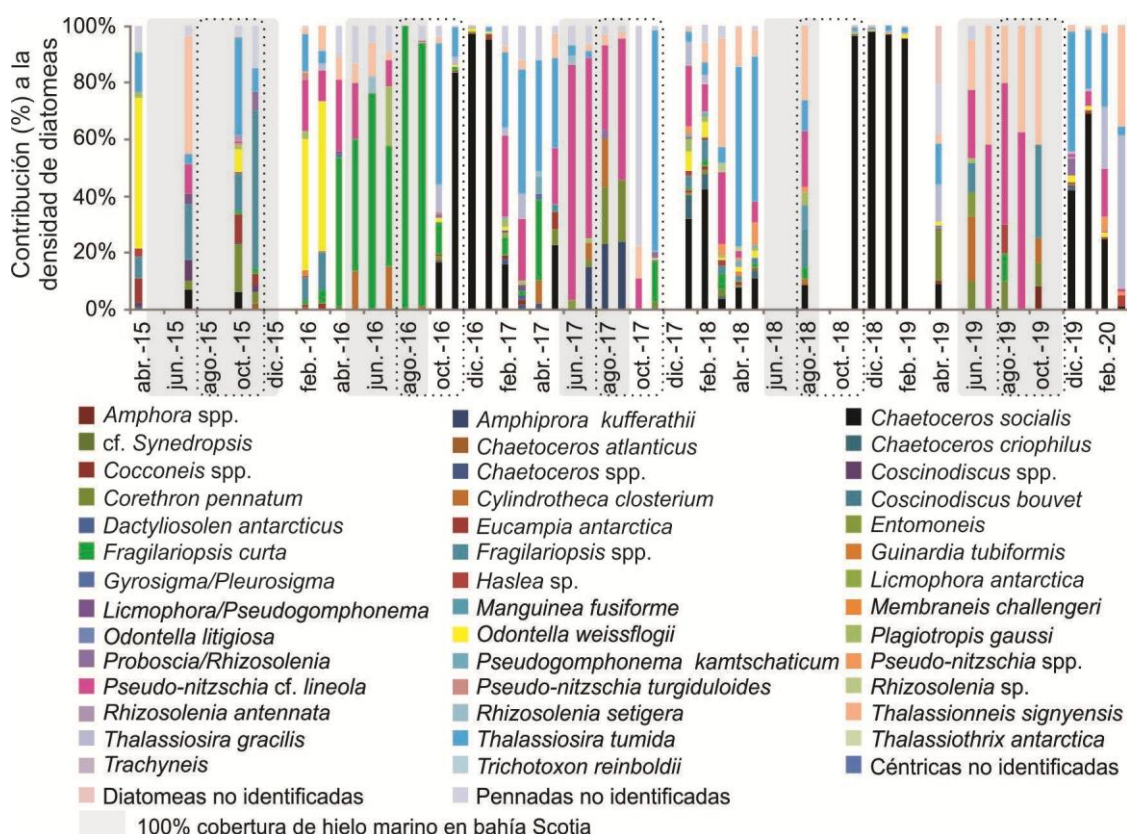 Contribución (%) a la
densidad de diatomeas
100%
80%
60%
40%
20%
0%
abr.-15
jun.-15
ago.-15
oct.-15
dic.-15
feb.-16
abr.-16
jun.-16
ago.-16
oct.-16
dic.-16
feb.-17
abr.-17
jun.-17
ago.-17
oct.-17
dic.-17
feb.-18
abr.-18
jun.-18
ago.-18
oct.-18
dic.-18
feb.-19
abr.-19
jun.-19
ago.-19
oct.-19
dic.-19
feb.-20
Amphora spp. Amphiprora kufferathii Chaetoceros socialis
cf. Synedropsis Chaetoceros atlanticus Chaetoceros criophilus
Cocconeis spp. Chaetoceros spp. Coscinodiscus spp.
Corethron pennatum Cylindrotheca closterium Coscinodiscus bouvet
Dactyliosolen antarcticus Eucampia antarctica Entomoneis
Fragilariopsis curta Fragilariopsis spp. Guinardia tubiformis
Gyrosigma/Pleurosigma Haslea sp. Licmophora antarctica
Licmophora/Pseudogomphonema Manguinea fusiforme Membraneis challengeri
Odontella litigiosa Odontella weissflogii Plagiotropis gaussi
Proboscia/Rhizosolenia Pseudogomphonema kamtschaticum Pseudo-nitzschia spp.
Pseudo-nitzschia cf. lineola Pseudo-nitzschia turgiduloides Rhizosolenia sp.
Rhizosolenia antennata Rhizosolenia setigera Thalassionneis signyensis
Thalassiosira gracilis Thalassiosira tumida Thalassiothrix antarctica
Trachyneis Trichotoxon reinboldii Céntricas no identificadas
Diatomeas no identificadas Pennadas no identificadas
100% cobertura de hielo marino en bahía Scotia